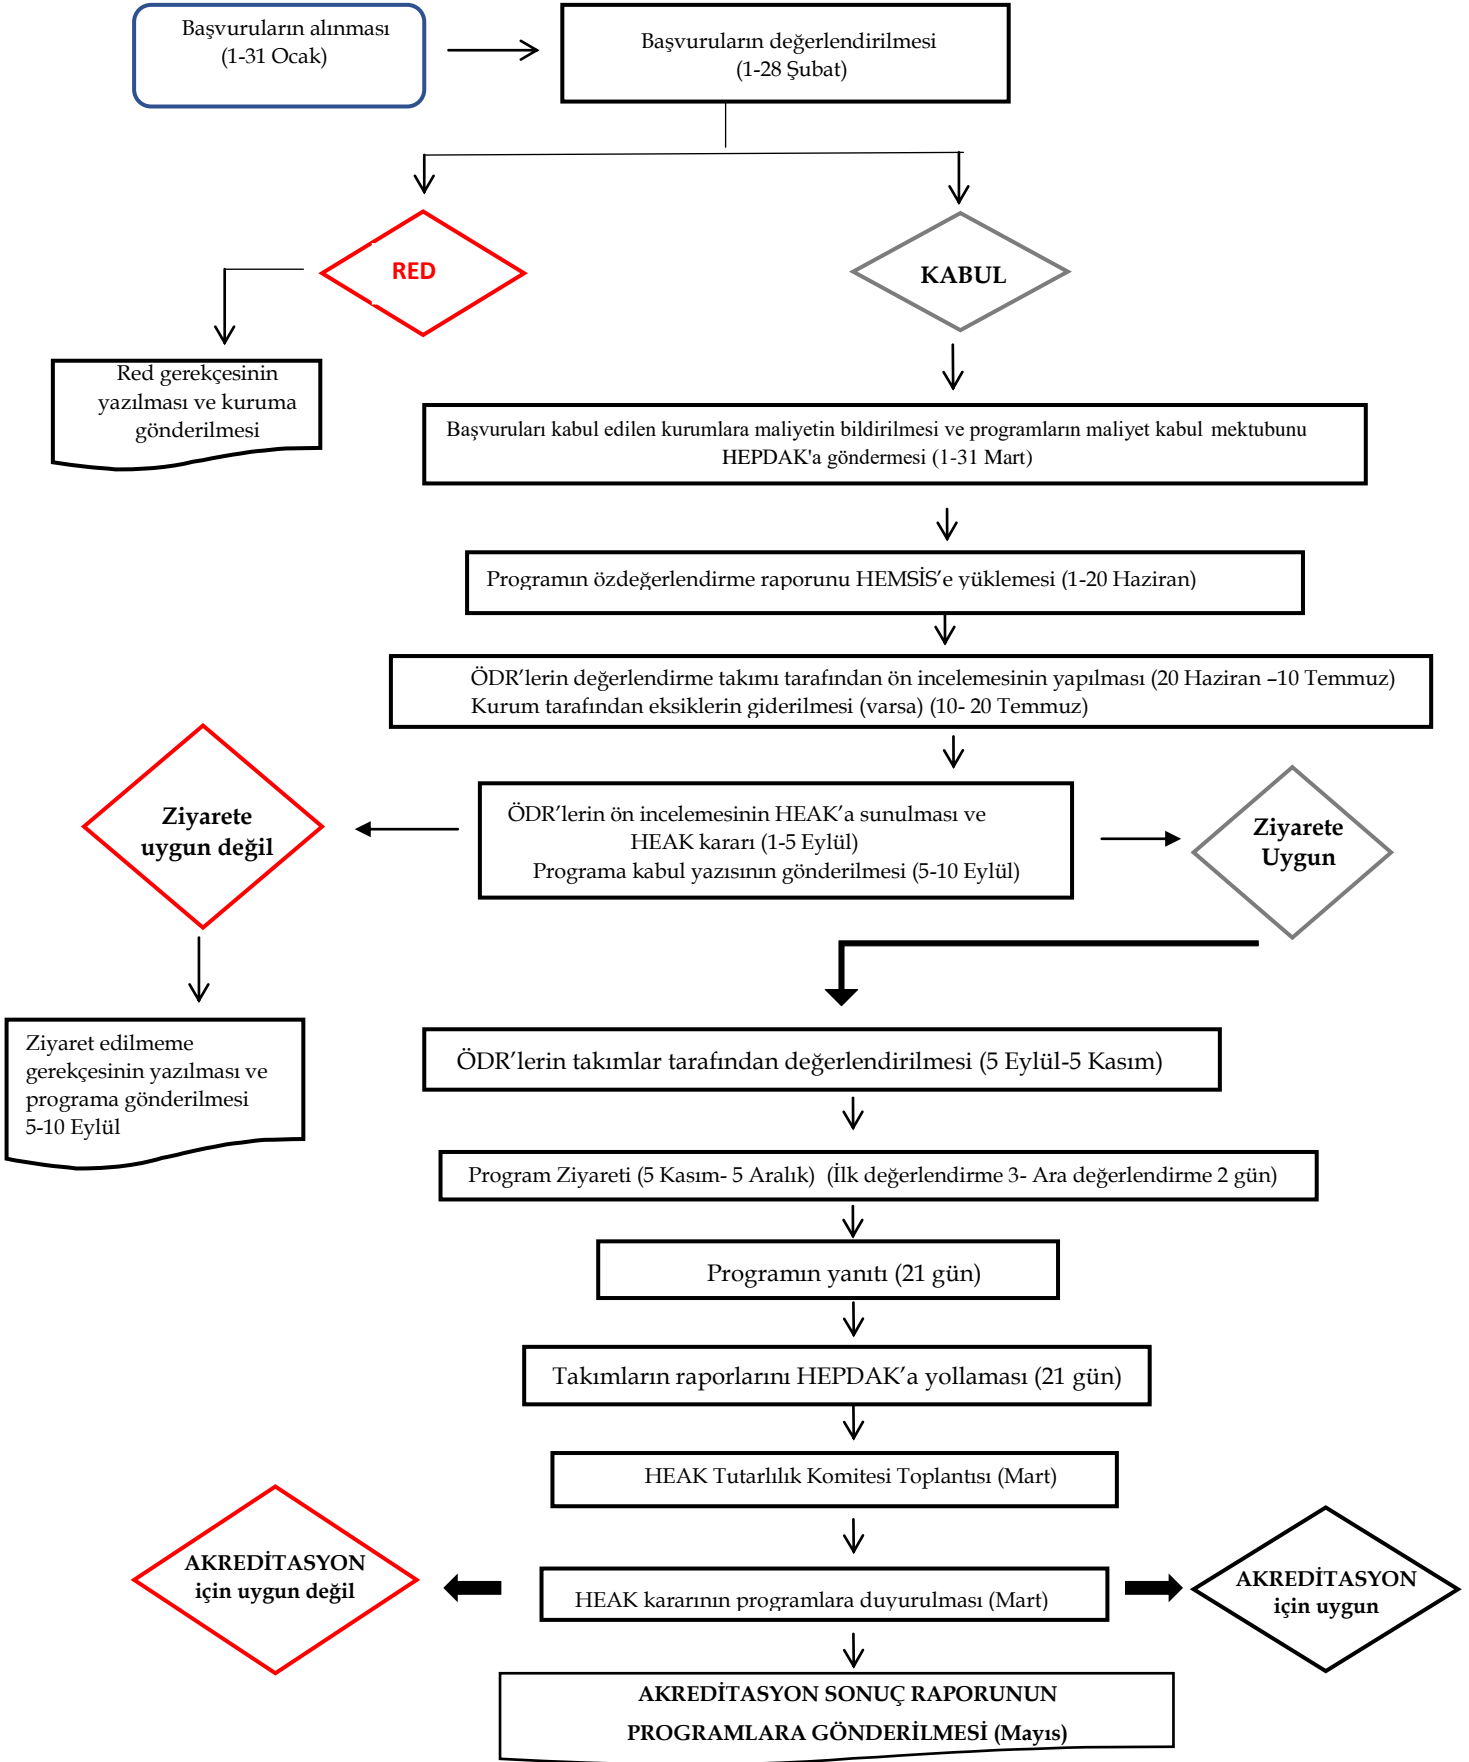 Başvuruların alınması
(1-31 Ocak)
Başvuruların değerlendirilmesi
(1-28 Şubat)
RED
KABUL
Red gerekçesinin
yazılması ve kuruma
gönderilmesi
Başvuruları kabul edilen kurumlara maliyetin bildirilmesi ve programların maliyet kabul mektubunu
HEPDAK'a göndermesi (1-31 Mart)
Programın özdeğerlendirme raporunu HEMSİS’e yüklemesi (1-20 Haziran)
ÖDR’lerin değerlendirme takımı tarafından ön incelemesinin yapılması (20 Haziran –10 Temmuz)
Kurum tarafından eksiklerin giderilmesi (varsa) (10- 20 Temmuz)
Ziyarete
uygun değil
ÖDR’lerin ön incelemesinin HEAK’a sunulması ve
HEAK kararı (1-5 Eylül)
Programa kabul yazısının gönderilmesi (5-10 Eylül)
Ziyarete
Uygun
Ziyaret edilmeme
gerekçesinin yazılması ve
programa gönderilmesi
5-10 Eylül
ÖDR’lerin takımlar tarafından değerlendirilmesi (5 Eylül-5 Kasım)
Program Ziyareti (5 Kasım- 5 Aralık) (İlk değerlendirme 3- Ara değerlendirme 2 gün)
Programın yanıtı (21 gün)
Takımların raporlarını HEPDAK’a yollaması (21 gün)
HEAK Tutarlılık Komitesi Toplantısı (Mart)
AKREDİTASYON
için uygun değil
HEAK kararının programlara duyurulması (Mart)
AKREDİTASYON
için uygun
AKREDİTASYON SONUÇ RAPORUNUN
PROGRAMLARA GÖNDERİLMESİ (Mayıs)